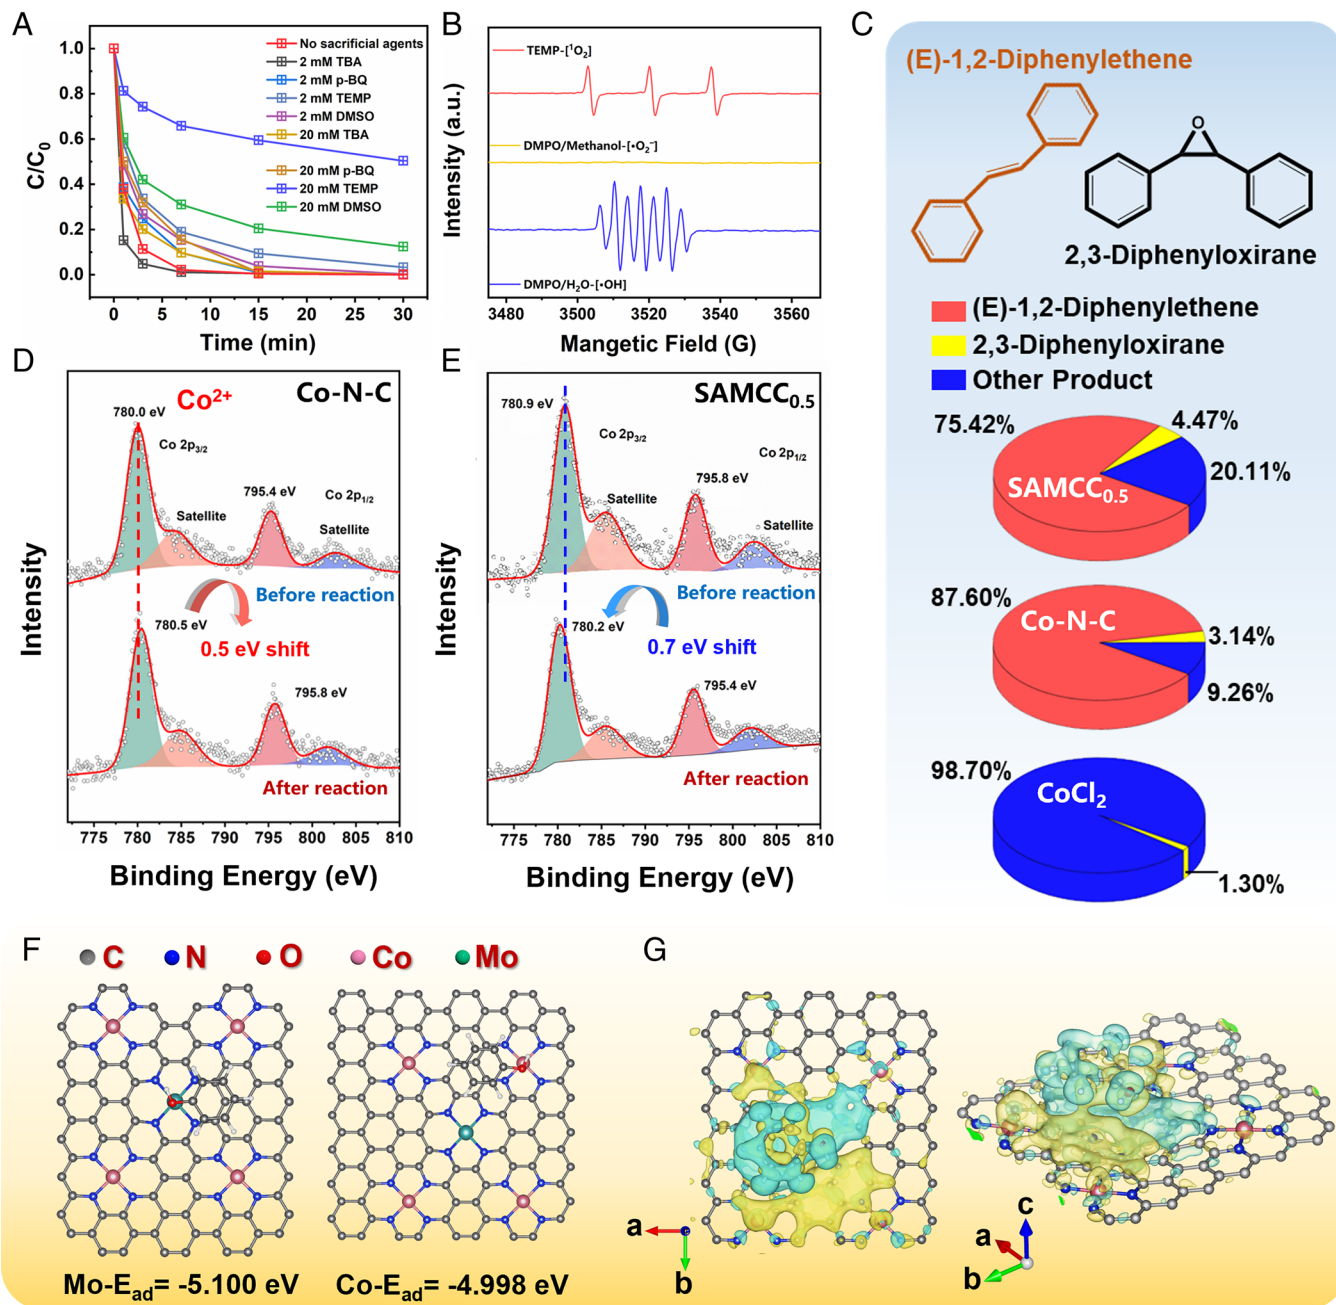 A
C/C0
1.0
0.8
0.6
0.4
0.2
0.0
No sacrificial agents
2 mM TBA
2 mM p-BQ
2 mM TEMP
2 mM DMSO
20 mM TBA
20 mM p-BQ
20 mM TEMP
20 mM DMSO
0 5 10 15 20 25 30
Time (min)
B
Intensity (a.u.)
TEMP-[¹O₂]
DMPO/Methanol-[•O₂⁻]
DMPO/H₂O-[•OH]
3480 3500 3520 3540 3560
Mangetic Field (G)
C
(E)-1,2-Diphenylethene
O
2,3-Diphenyloxirane
(E)-1,2-Diphenylethene
2,3-Diphenyloxirane
Other Product
75.42%
4.47%
20.11%
SAMCC0.5
87.60%
3.14%
9.26%
Co-N-C
98.70%
1.30%
CoCl₂
D
Intensity
Co²⁺
Co-N-C
780.0 eV
Co 2p3/2
Satellite
795.4 eV
Co 2p1/2
Satellite
Before reaction
780.5 eV
0.5 eV shift
795.8 eV
After reaction
775 780 785 790 795 800 805 810
Binding Energy (eV)
E
Intensity
SAMCC0.5
780.9 eV
Co 2p3/2
Satellite
795.8 eV
Co 2p1/2
Satellite
Before reaction
780.2 eV
0.7 eV shift
795.4 eV
After reaction
775 780 785 790 795 800 805 810
Binding Energy (eV)
F
C N O Co Mo
Mo-Ead= -5.100 eV
Co-Ead= -4.998 eV
G
a
b
c
a
b